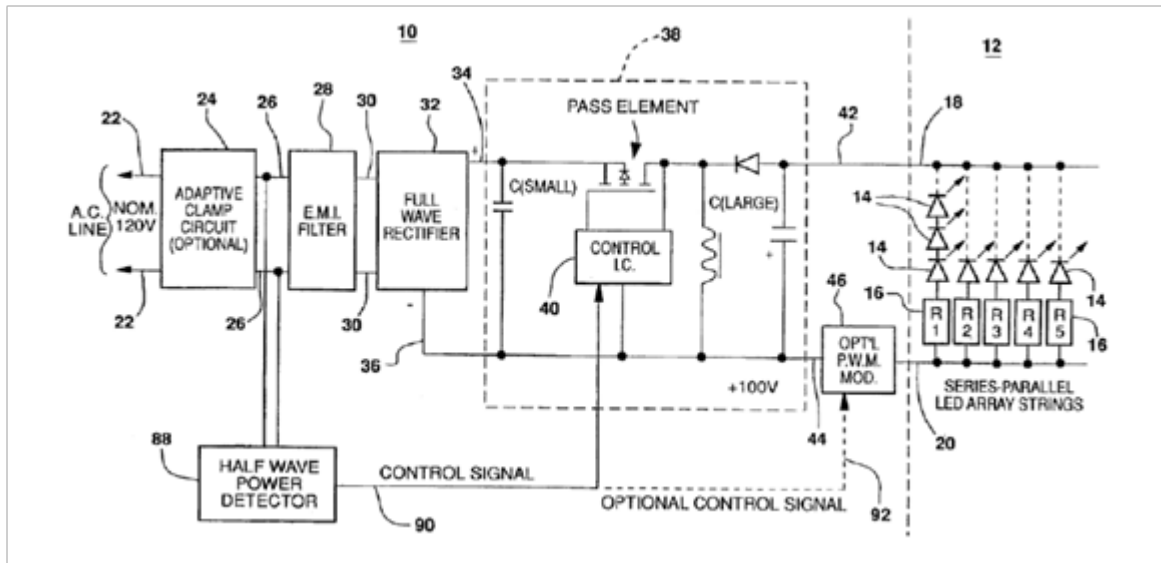 10
38
12
24
26
28
30
32
34
PASS ELEMENT
42
18
22
A.C. LINE
NOM. 120V
ADAPTIVE
CLAMP
CIRCUIT
(OPTIONAL)
E.M.I.
FILTER
FULL
WAVE
RECTIFIER
+
-
C(SMALL)
CONTROL
I.C.
40
C(LARGE)
+
14
14
14
16
R
1
R
2
R
3
R
4
R
5
16
22
26
30
36
46
OPT'L
P.W.M.
MOD.
+100V
44
20
SERIES-PARALLEL
LED ARRAY STRINGS
88
HALF WAVE
POWER
DETECTOR
CONTROL SIGNAL
90
OPTIONAL CONTROL SIGNAL
92